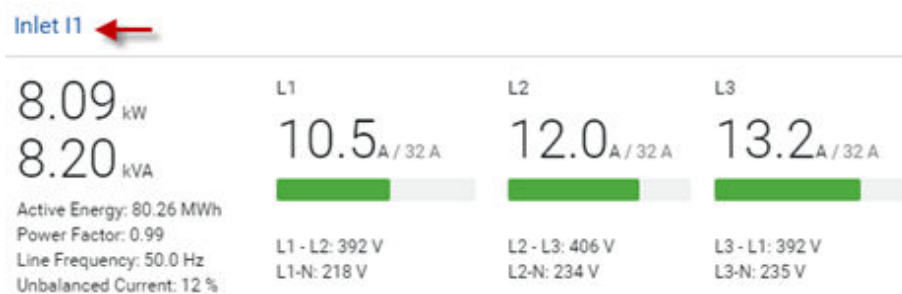 Inlet I1
8.09 kW
8.20 kVA
Active Energy: 80.26 MWh
Power Factor: 0.99
Line Frequency: 50.0 Hz
Unbalanced Current: 12 %
L1
10.5 A / 32 A
L1 - L2: 392 V
L1-N: 218 V
L2
12.0 A / 32 A
L2 - L3: 406 V
L2-N: 234 V
L3
13.2 A / 32 A
L3 - L1: 392 V
L3-N: 235 V